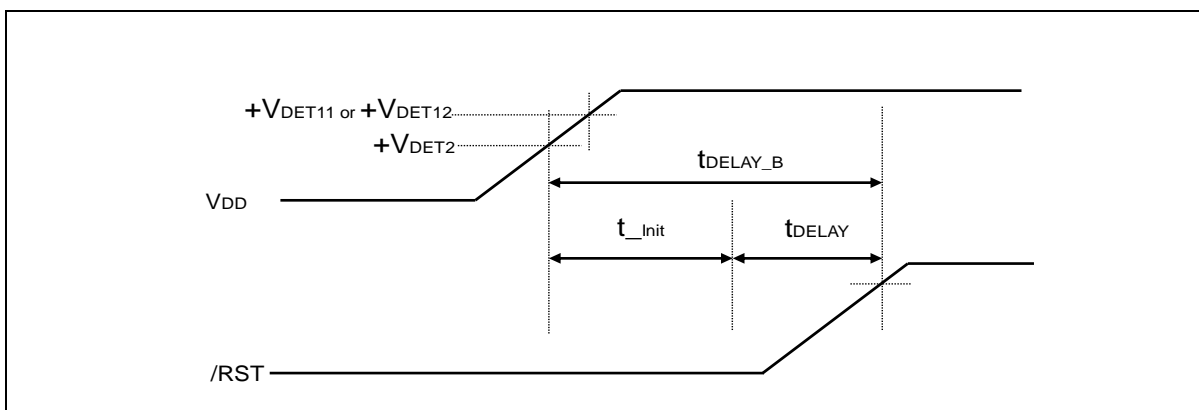 +VDET11 or +VDET12
+VDET2
tDELAY_B
VDD
t_Init
tDELAY
/RST